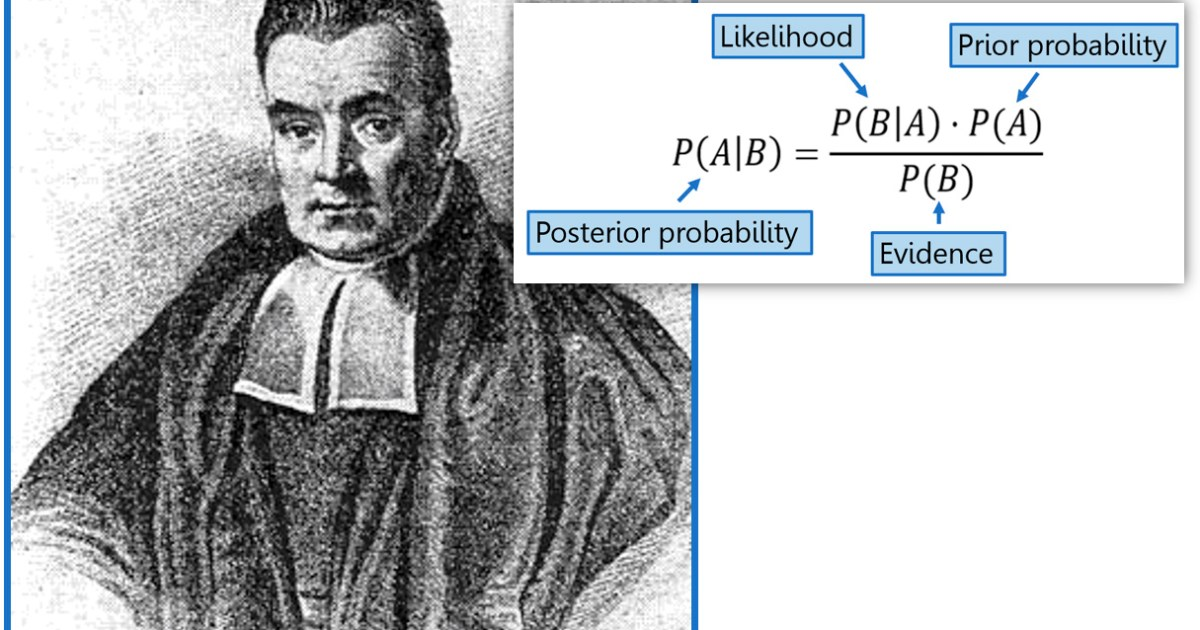 Likelihood
Prior probability
P(A|B) = P(B|A) · P(A) / P(B)
Posterior probability
Evidence